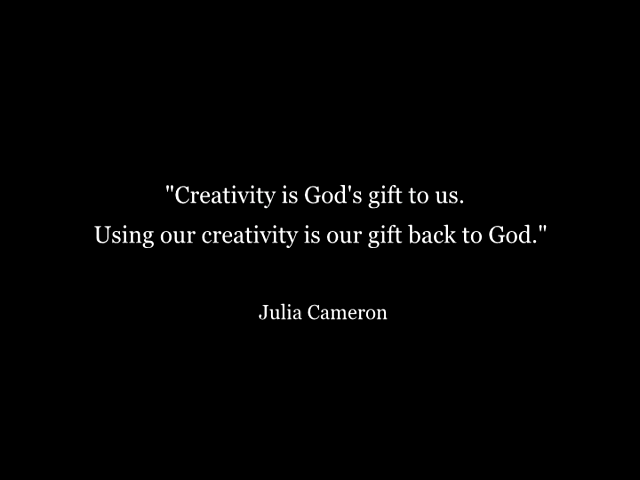 "Creativity is God's gift to us.
Using our creativity is our gift back to God."
Julia Cameron